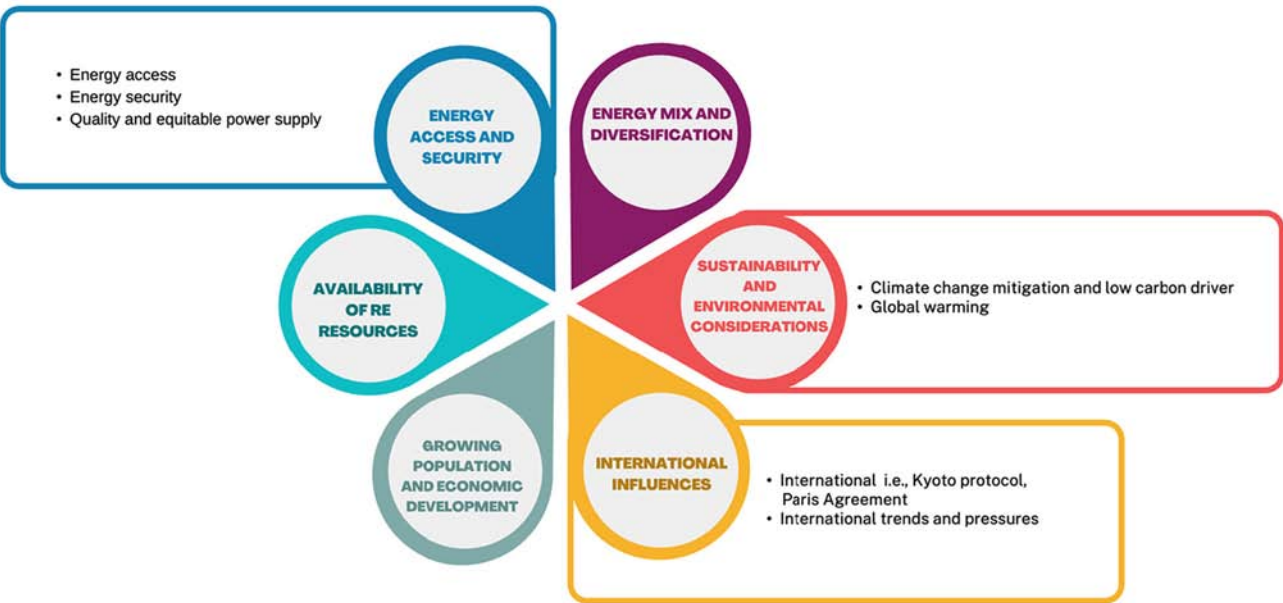 • Energy access
• Energy security
• Quality and equitable power supply
ENERGY
ACCESS AND
SECURITY
ENERGY MIX AND
DIVERSIFICATION
AVAILABILITY
OF RE
RESOURCES
SUSTAINABILITY
AND
ENVIRONMENTAL
CONSIDERATIONS
• Climate change mitigation and low carbon driver
• Global warming
GROWING
POPULATION
AND ECONOMIC
DEVELOPMENT
INTERNATIONAL
INFLUENCES
• International i.e., Kyoto protocol,
Paris Agreement
• International trends and pressures